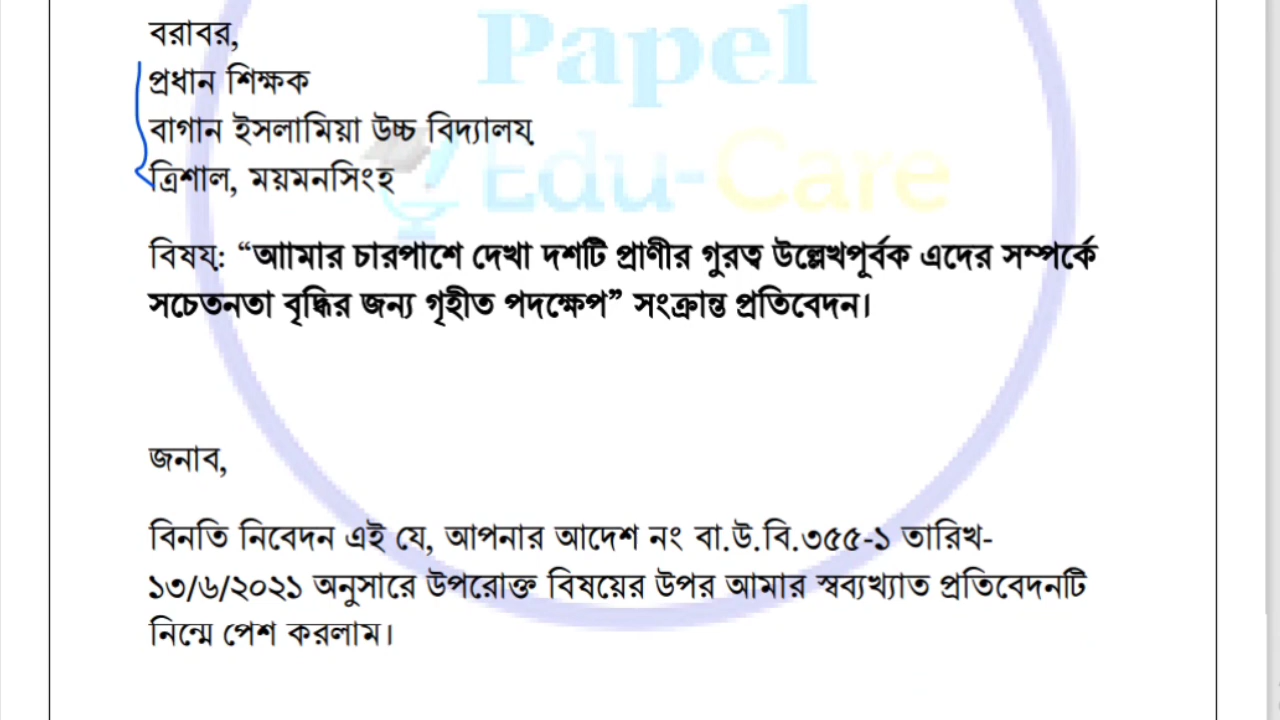 Papel
Edu-Care
বরাবর,
প্রধান শিক্ষক
বাগান ইসলামিয়া উচ্চ বিদ্যালয়
ত্রিশাল, ময়মনসিংহ
বিষয়: “আামার চারপাশে দেখা দশটি প্রাণীর গুরত্ব উল্লেখপূর্বক এদের সম্পর্কে
সচেতনতা বৃদ্ধির জন্য গৃহীত পদক্ষেপ” সংক্রান্ত প্রতিবেদন।
জনাব,
বিনতি নিবেদন এই যে, আপনার আদেশ নং বা.উ.বি.৩৫৫-১ তারিখ-
১৩/৬/২০২১ অনুসারে উপরোক্ত বিষয়ের উপর আমার স্বব্যখ্যাত প্রতিবেদনটি
নিম্মে পেশ করলাম।